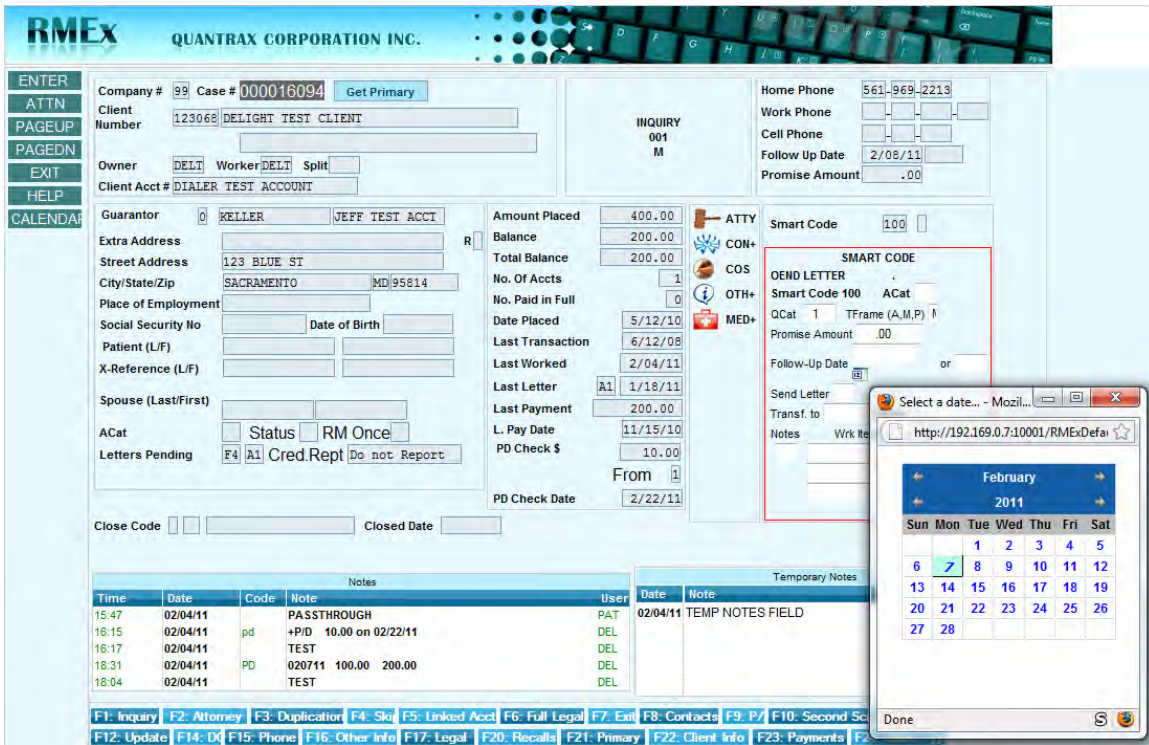 RMEx QUANTRAX CORPORATION INC.
ENTER
ATTN
PAGEUP
PAGEDN
EXIT
HELP
CALENDAR
Company # 99 Case # 000016094 Get Primary
Client Number 123068 DELIGHT TEST CLIENT
Owner DELT Worker DELT Split
Client Acct # DIALER TEST ACCOUNT
INQUIRY
001
M
Home Phone 561-969-2213
Work Phone - - -
Cell Phone - -
Follow Up Date 2/08/11
Promise Amount .00
Guarantor 0 KELLER JEFF TEST ACCT
Extra Address R
Street Address 123 BLUE ST
City/State/Zip SACRAMENTO MD 95814
Place of Employment
Social Security No Date of Birth
Patient (L/F)
X-Reference (L/F)
Spouse (Last/First)
ACat Status RM Once
Letters Pending F4 A1 Cred.Rept Do not Report
Amount Placed 400.00
Balance 200.00
Total Balance 200.00
No. Of Accts 1
No. Paid in Full 0
Date Placed 5/12/10
Last Transaction 6/12/08
Last Worked 2/04/11
Last Letter A1 1/18/11
Last Payment 200.00
L. Pay Date 11/15/10
PD Check $ 10.00
From 1
PD Check Date 2/22/11
ATTY
CON+
COS
OTH+
MED+
Smart Code 100
SMART CODE
OEND LETTER .
Smart Code 100 ACat
QCat 1 TFrame (A,M,P)
Promise Amount .00
Follow-Up Date or
Send Letter
Transf. to
Notes Wrk Ite
Close Code Closed Date
Notes
Time Date Code Note User
15:47 02/04/11 PASSTHROUGH PAT
16:15 02/04/11 pd +P/D 10.00 on 02/22/11 DEL
16:17 02/04/11 TEST DEL
18:31 02/04/11 PD 020711 100.00 200.00 DEL
18:04 02/04/11 TEST DEL
Temporary Notes
Date Note
02/04/11 TEMP NOTES FIELD
Select a date... - Mozil...
http://192.169.0.7:10001/RMExDefau
February
2011
Sun Mon Tue Wed Thu Fri Sat
1 2 3 4 5
6 7 8 9 10 11 12
13 14 15 16 17 18 19
20 21 22 23 24 25 26
27 28
Done S
F1: Inquiry F2: Attorney F3: Duplication F4: Skip F5: Linked Acct F6: Full Legal F7: Exit F8: Contacts F9: P/ F10: Second Sc
F12: Update F14: DC F15: Phone F16: Other Info F17: Legal F20: Recalls F21: Primary F22: Client Info F23: Payments